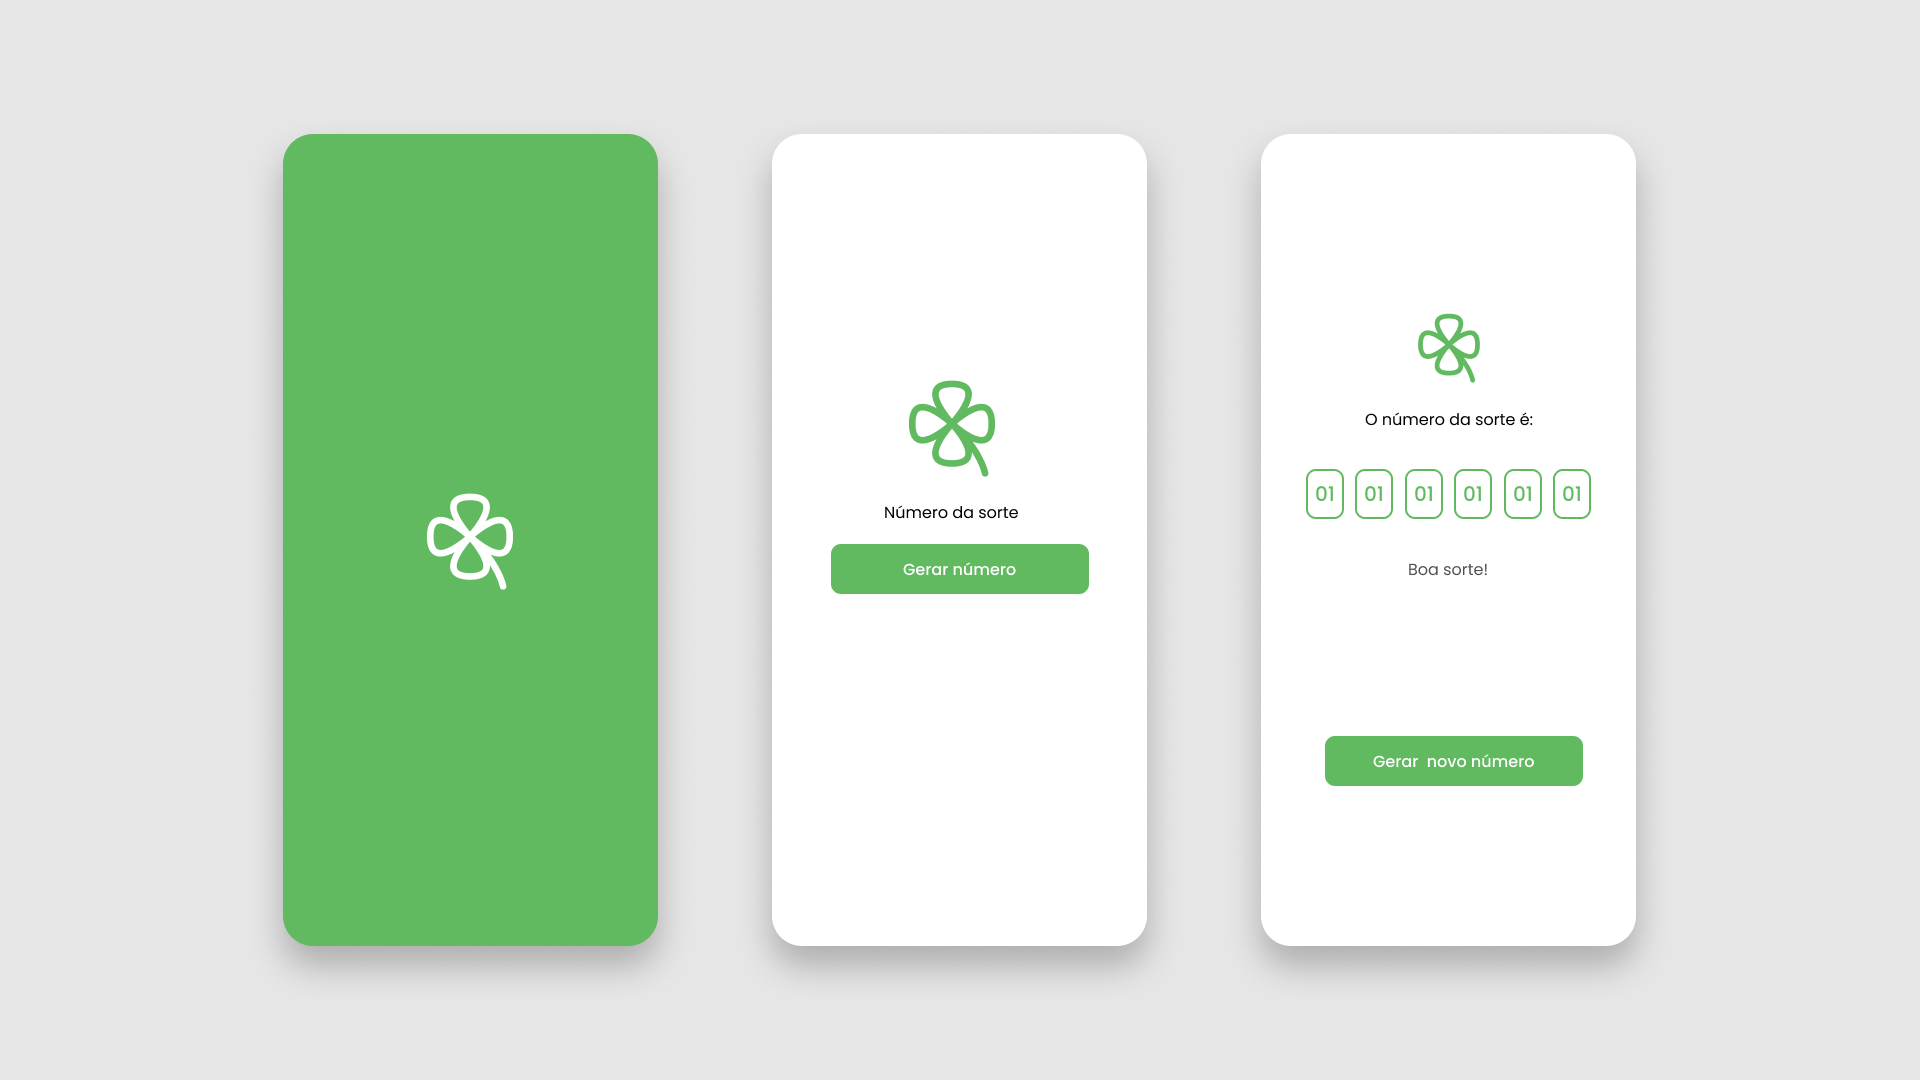 Número da sorte
Gerar número
O número da sorte é:
01 01 01 01 01 01
Boa sorte!
Gerar  novo número